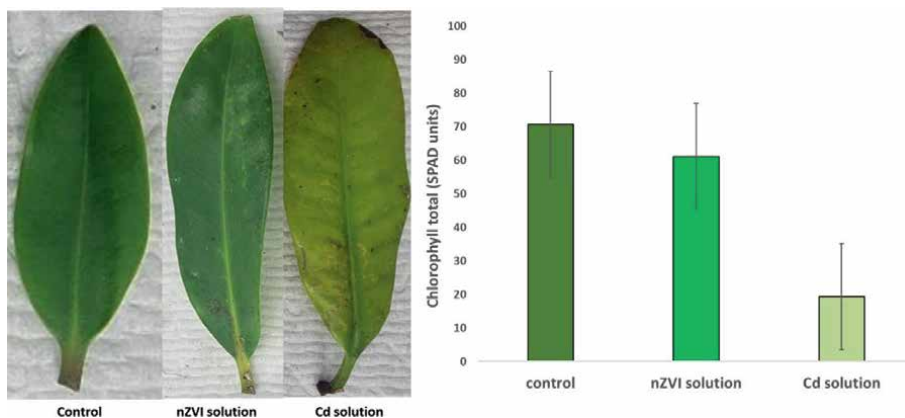 Control
nZVI solution
Cd solution
Chlorophyll total (SPAD units)
100
90
80
70
60
50
40
30
20
10
0
control
nZVI solution
Cd solution